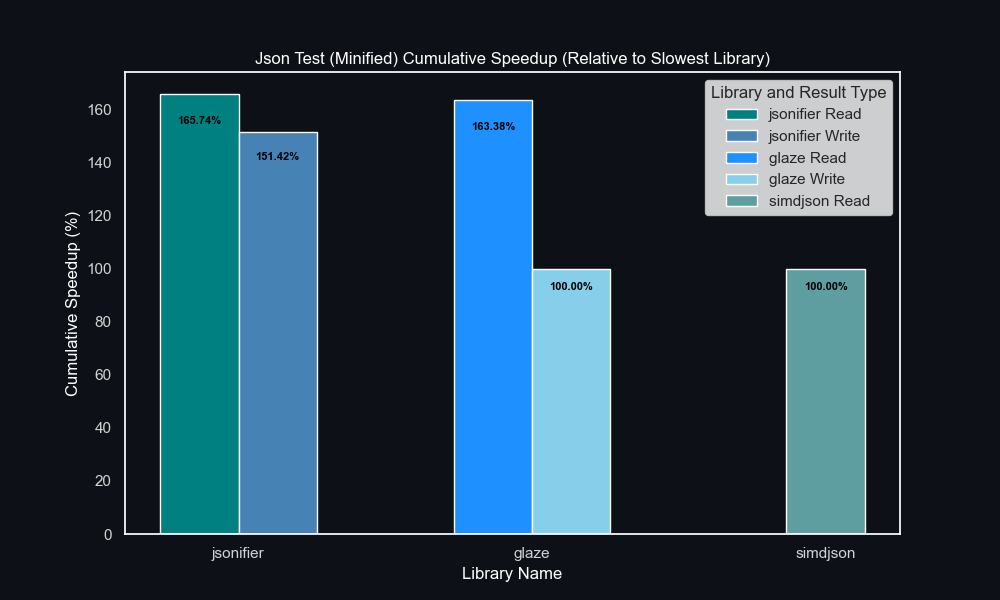 Json Test (Minified) Cumulative Speedup (Relative to Slowest Library)
Library and Result Type
jsonifier Read
jsonifier Write
glaze Read
glaze Write
simdjson Read
165.74%
151.42%
163.38%
100.00%
100.00%
Cumulative Speedup (%)
160
140
120
100
80
60
40
20
0
jsonifier
glaze
simdjson
Library Name